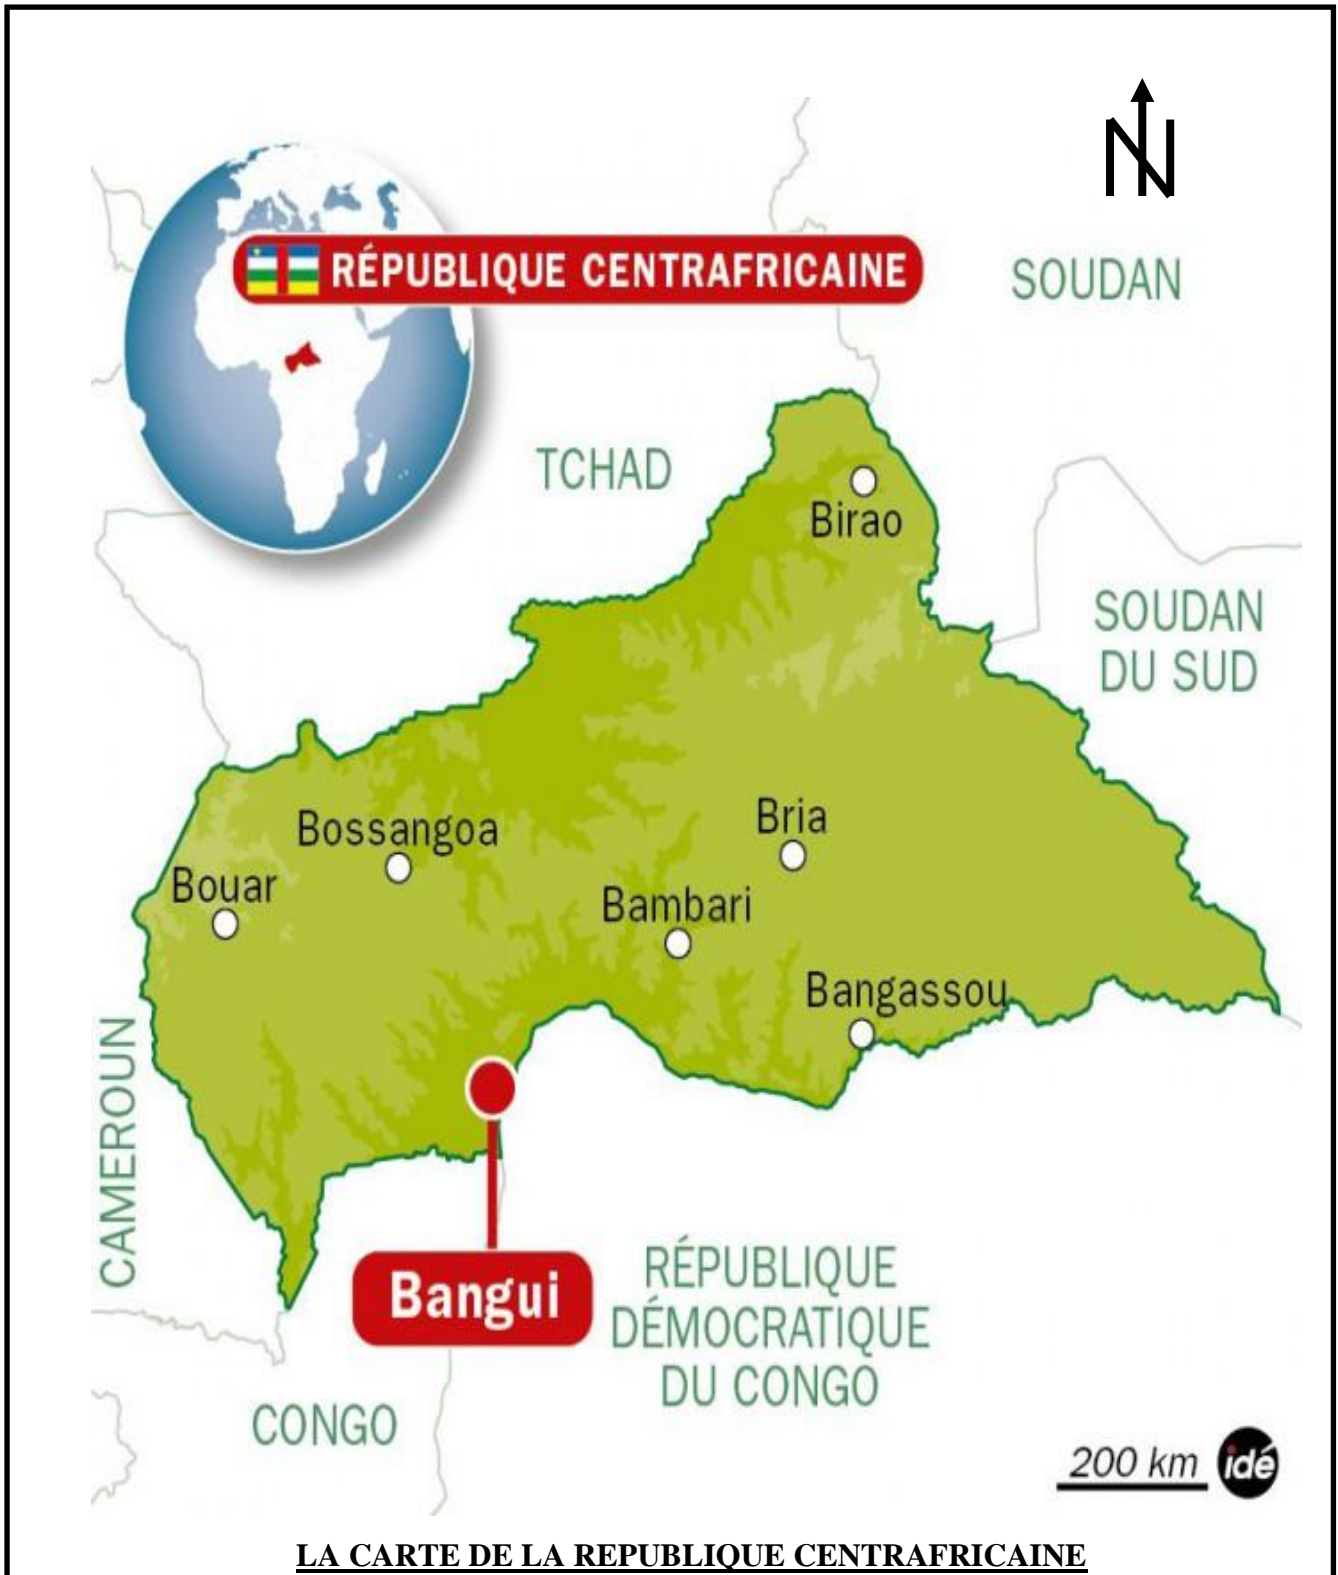 N
RÉPUBLIQUE CENTRAFRICAINE
SOUDAN
TCHAD
Birao
SOUDAN
DU SUD
Bria
Bossangoa
Bouar
Bambari
Bangassou
CAMEROUN
Bangui
RÉPUBLIQUE
DÉMOCRATIQUE
DU CONGO
CONGO
200 km
idé
LA CARTE DE LA REPUBLIQUE CENTRAFRICAINE